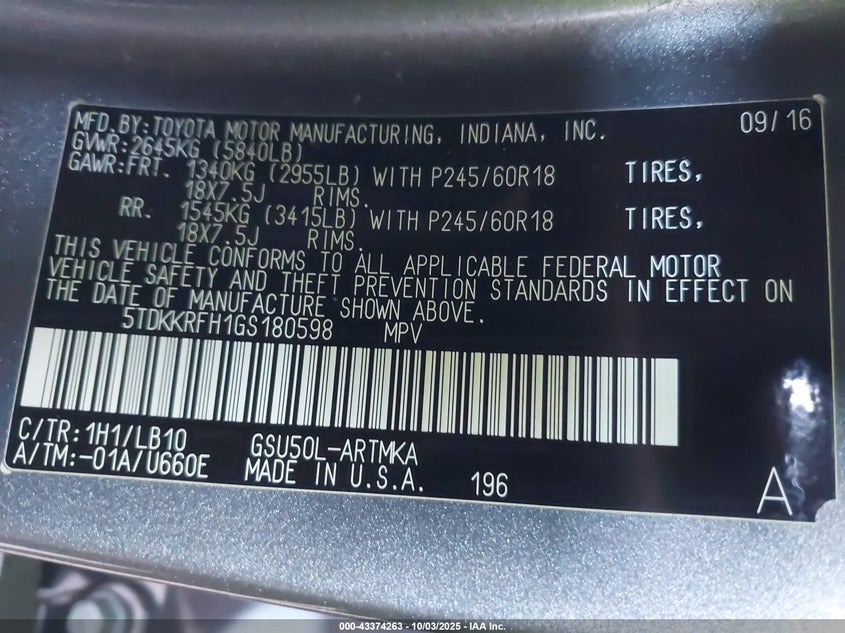 MFD.BY:TOYOTA MOTOR MANUFACTURING, INDIANA, INC. 09/16
GVWR:2645KG (5840LB)
GAWR:FRT. 1340KG (2955LB) WITH P245/60R18 TIRES,
18X7.5J RIMS.
RR. 1545KG (3415LB) WITH P245/60R18 TIRES,
18X7.5J RIMS.
THIS VEHICLE CONFORMS TO ALL APPLICABLE FEDERAL MOTOR
VEHICLE SAFETY AND THEFT PREVENTION STANDARDS IN EFFECT ON
THE DATE OF MANUFACTURE SHOWN ABOVE.
5TDKKRFH1GS180598 MPV
C/TR:1H1/LB10 GSU50L-ARTMKA
A/TM:-01A/U660E MADE IN U.S.A. 196 A
000-43374263 - 10/03/2025 - IAA Inc.